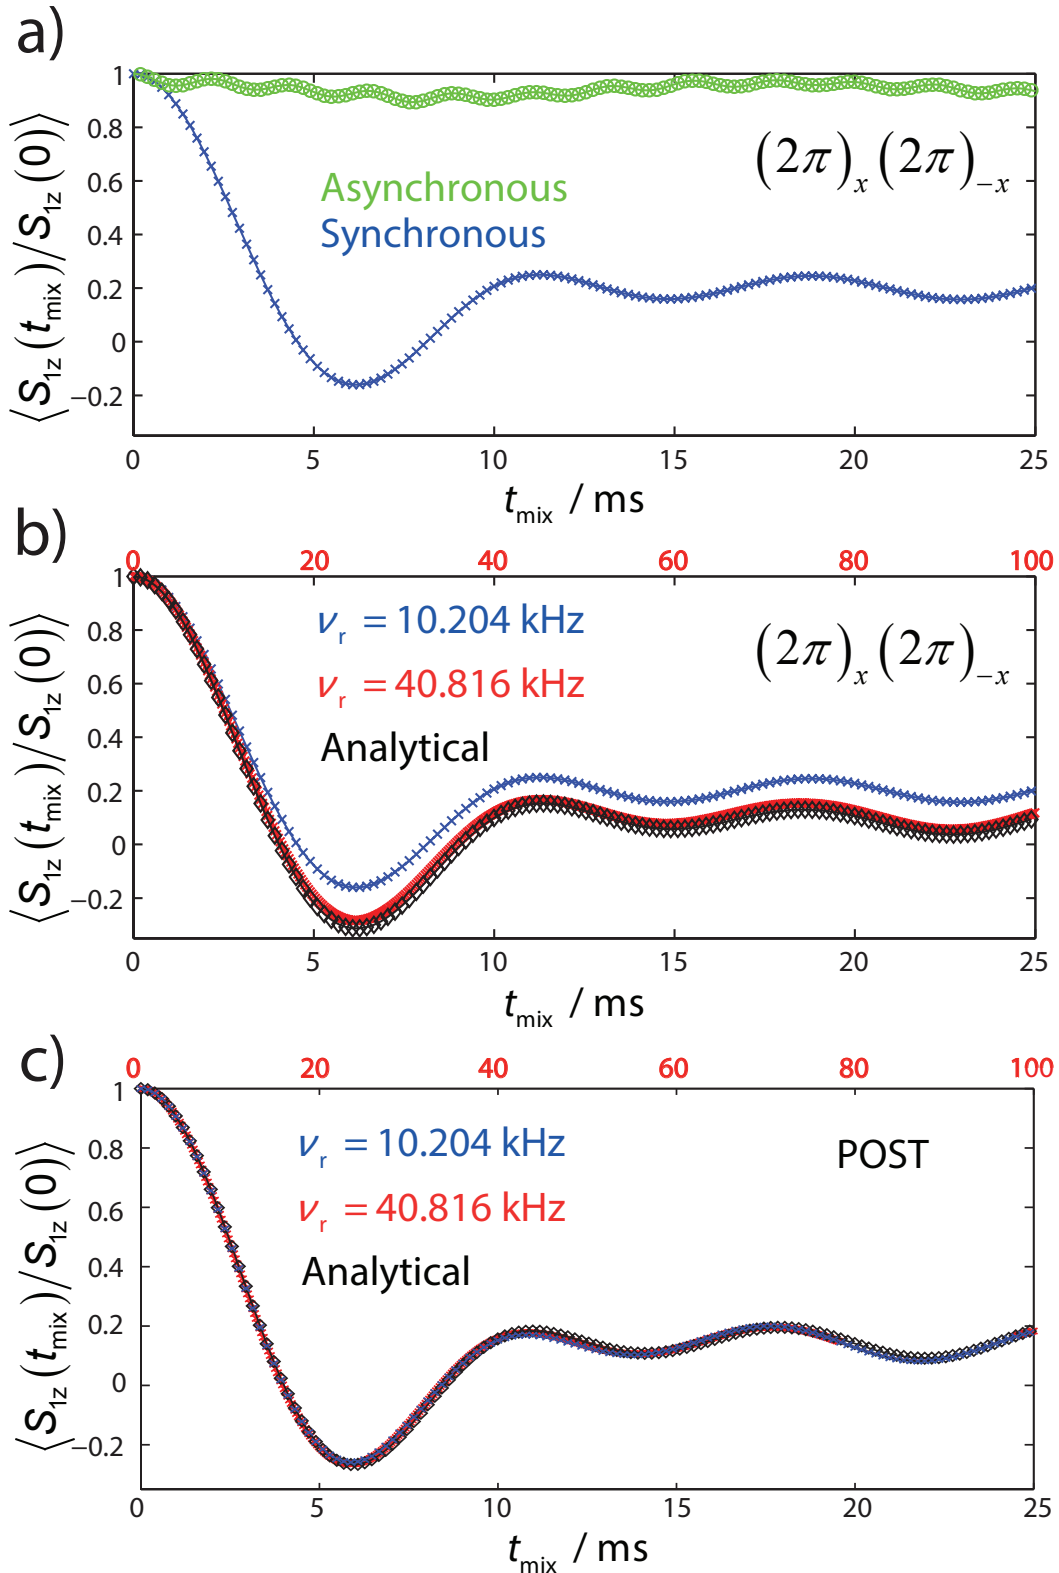 a)
⟨S₁z(tmix)/S₁z(0)⟩
1
0.8
0.6
0.4
0.2
0
−0.2
Asynchronous
Synchronous
(2π)x (2π)−x
0 5 10 15 20 25
tmix / ms
b)
0 20 40 60 80 100
⟨S₁z(tmix)/S₁z(0)⟩
1
0.8
0.6
0.4
0.2
0
−0.2
νr = 10.204 kHz
νr = 40.816 kHz
Analytical
(2π)x (2π)−x
0 5 10 15 20 25
tmix / ms
c)
0 20 40 60 80 100
⟨S₁z(tmix)/S₁z(0)⟩
1
0.8
0.6
0.4
0.2
0
−0.2
νr = 10.204 kHz
νr = 40.816 kHz
Analytical
POST
0 5 10 15 20 25
tmix / ms